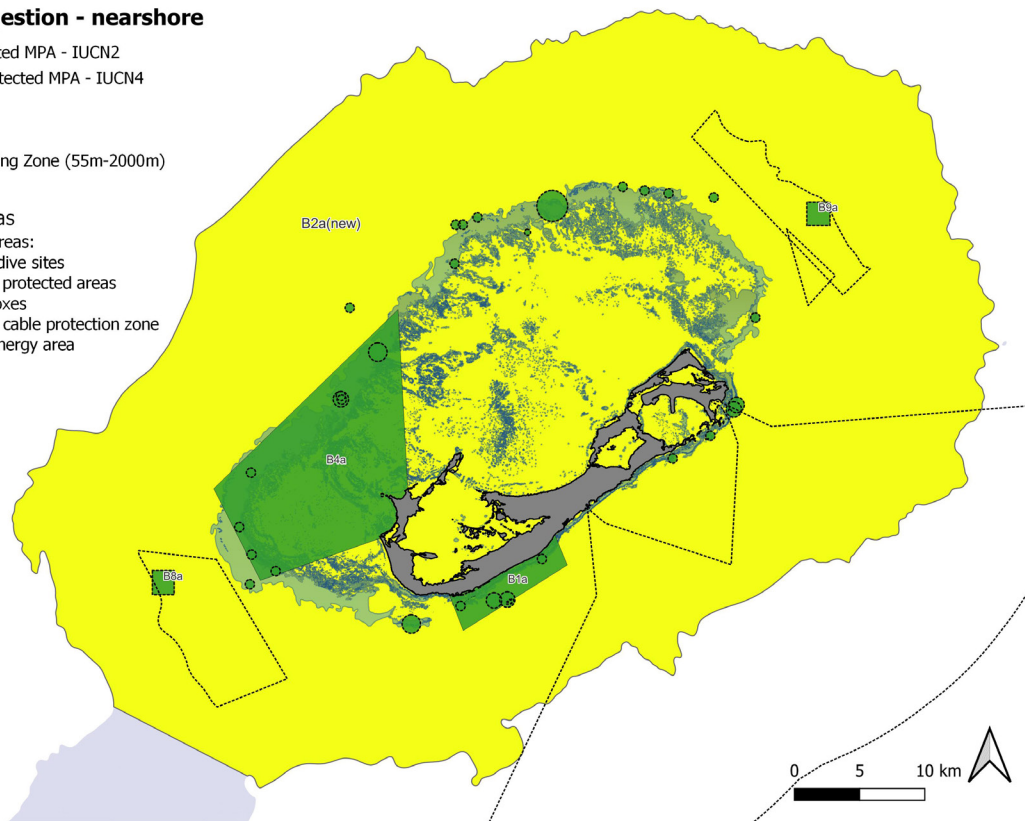 estion - nearshore
ted MPA - IUCN2
tected MPA - IUCN4
ng Zone (55m-2000m)
as
reas:
dive sites
protected areas
oxes
cable protection zone
nergy area
B2a(new)
B9a
B4a
B8a
B1a
0 5 10 km